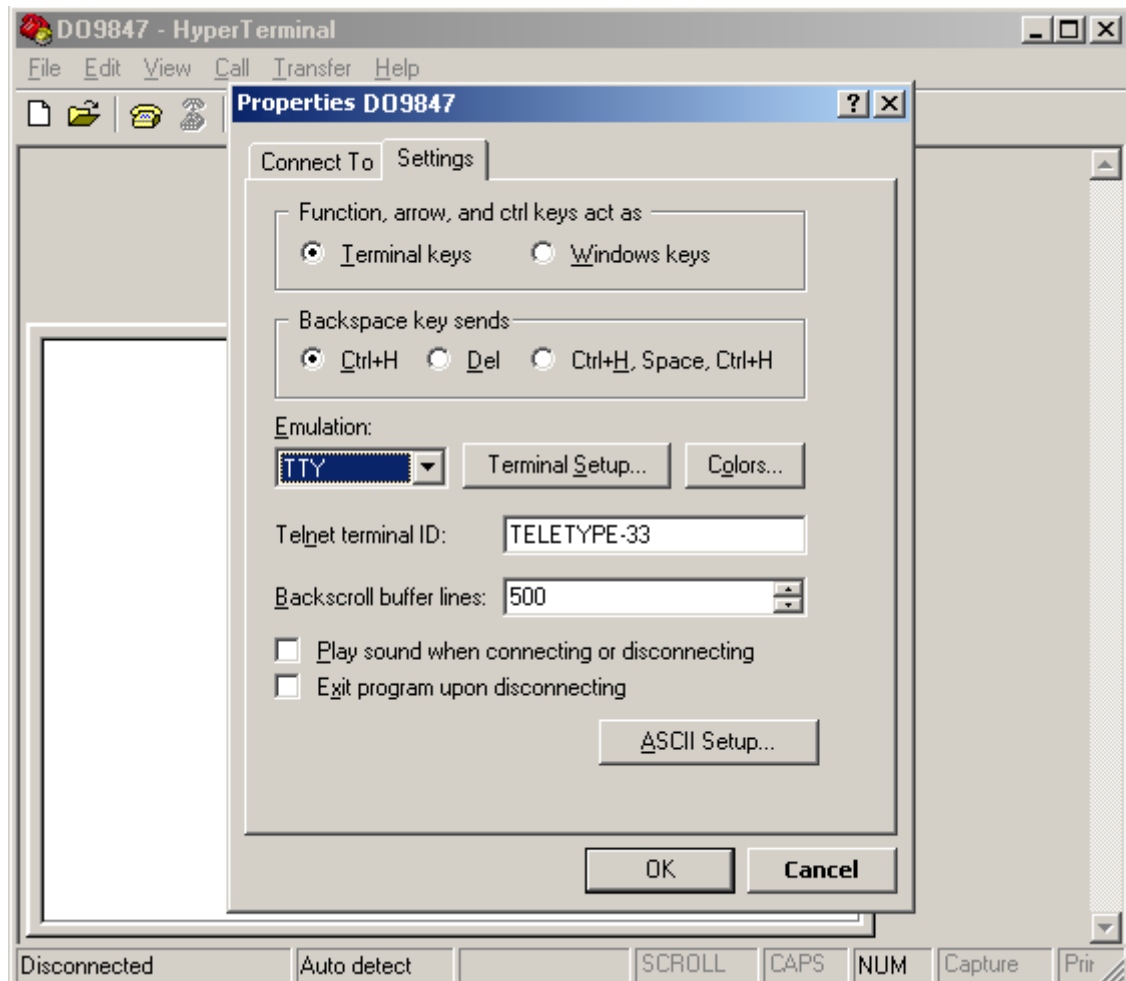 DO9847 - HyperTerminal
File Edit View Call Transfer Help
Properties DO9847
Connect To Settings
Function, arrow, and ctrl keys act as
Terminal keys Windows keys
Backspace key sends
Ctrl+H Del Ctrl+H, Space, Ctrl+H
Emulation:
TTY Terminal Setup... Colors...
Telnet terminal ID: TELETYPE-33
Backscroll buffer lines: 500
Play sound when connecting or disconnecting
Exit program upon disconnecting
ASCII Setup...
OK Cancel
Disconnected Auto detect SCROLL CAPS NUM Capture